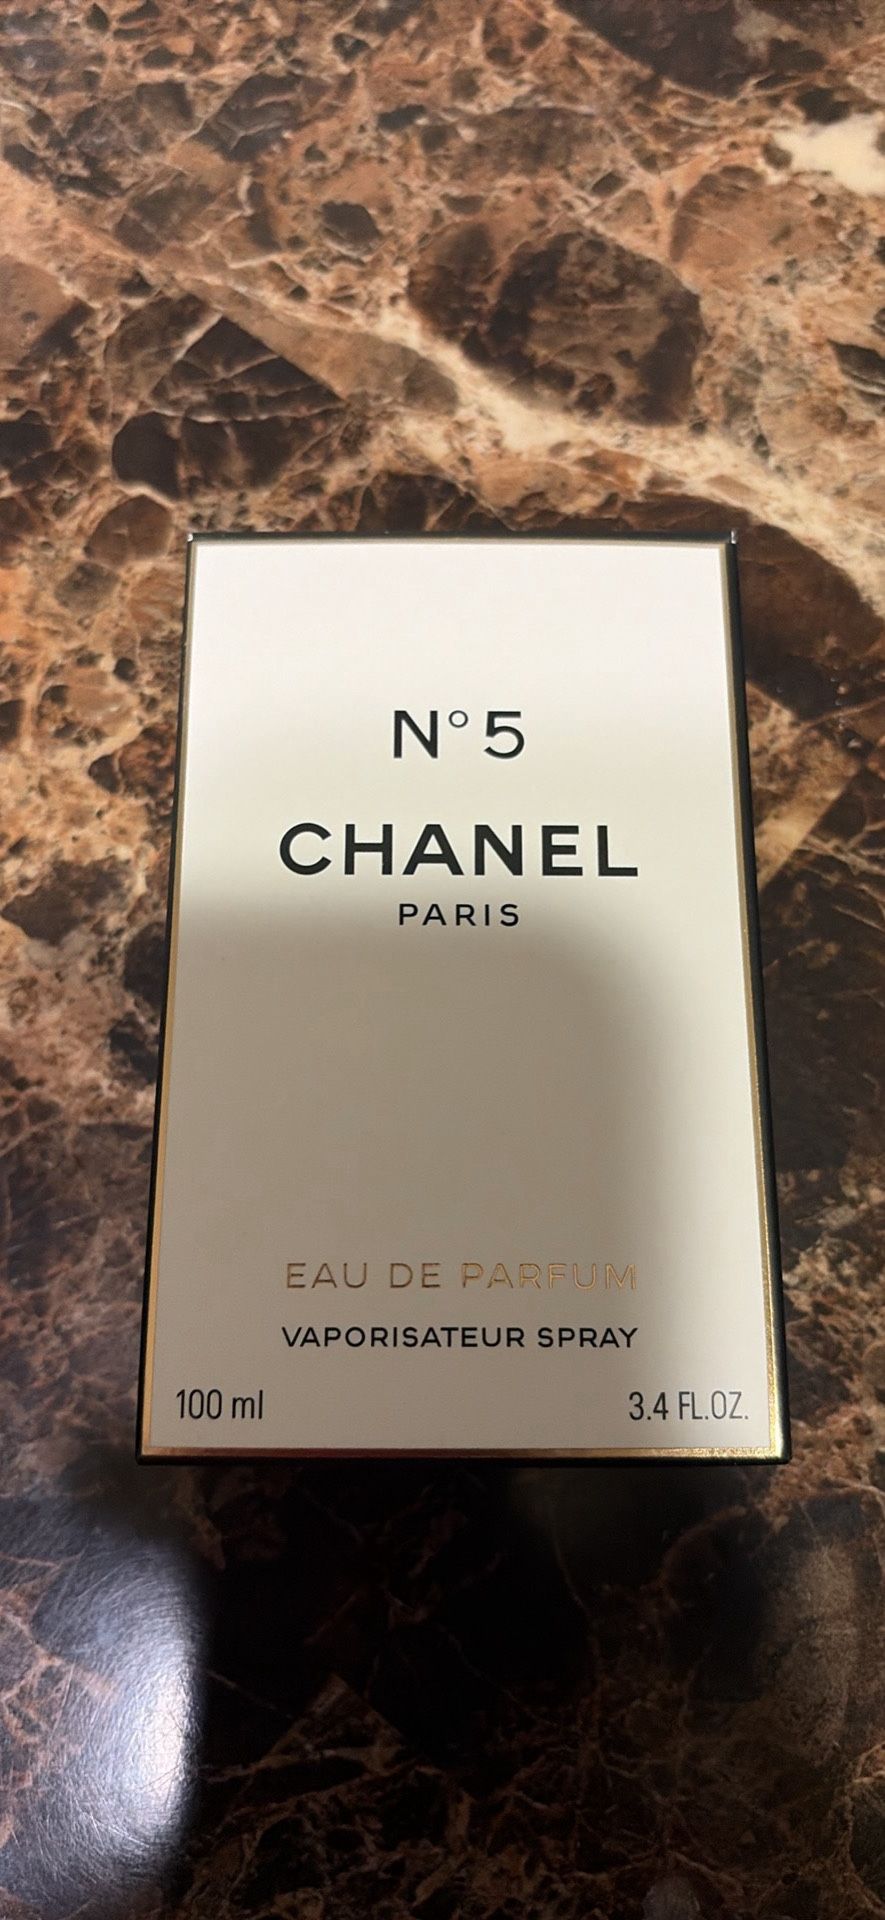 N°5
CHANEL
PARIS
EAU DE PARFUM
VAPORISATEUR SPRAY
100 ml 3.4 FL.OZ.